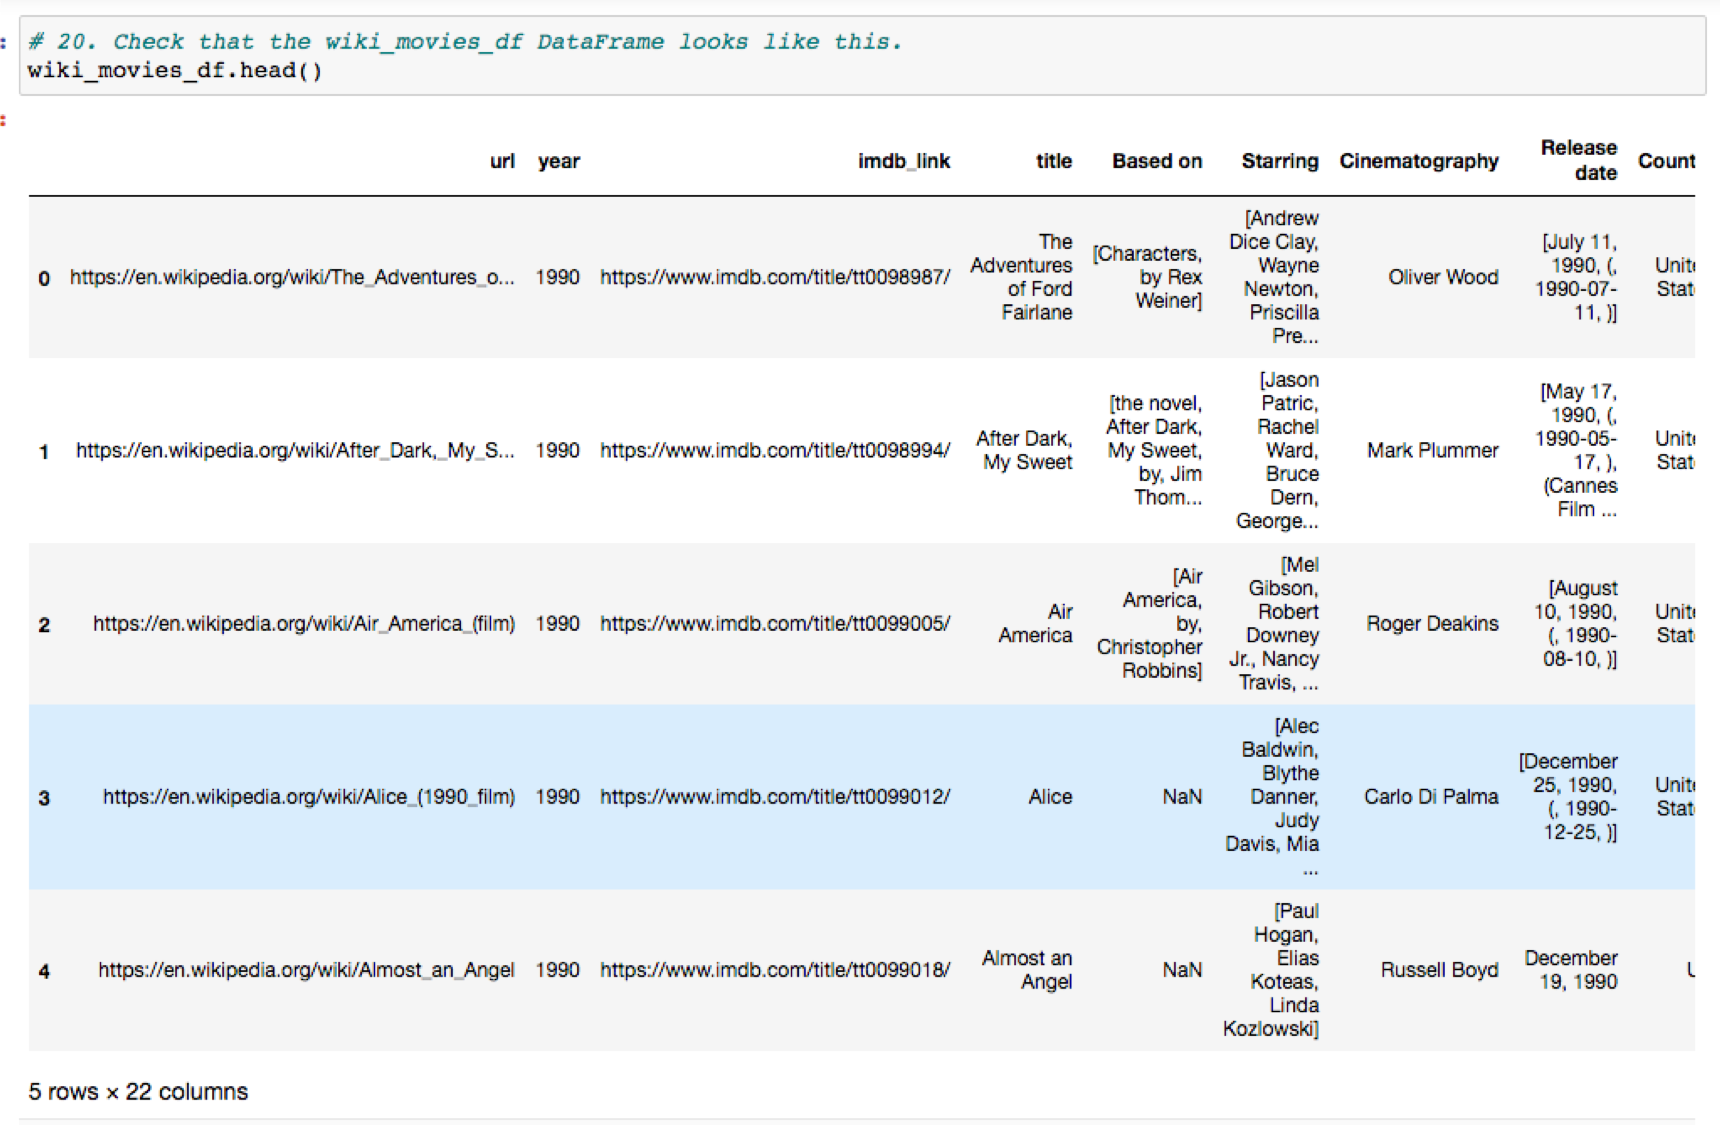 # 20. Check that the wiki_movies_df DataFrame looks like this.
wiki_movies_df.head()
url year imdb_link title Based on Starring Cinematography Release date Count
0 https://en.wikipedia.org/wiki/The_Adventures_o... 1990 https://www.imdb.com/title/tt0098987/ The Adventures of Ford Fairlane [Characters, by Rex Weiner] [Andrew Dice Clay, Wayne Newton, Priscilla Pre... Oliver Wood [July 11, 1990, (, 1990-07-11, )] Unite State
1 https://en.wikipedia.org/wiki/After_Dark,_My_S... 1990 https://www.imdb.com/title/tt0098994/ After Dark, My Sweet [the novel, After Dark, My Sweet, by, Jim Thom... [Jason Patric, Rachel Ward, Bruce Dern, George... Mark Plummer [May 17, 1990, (, 1990-05-17, ), (Cannes Film ... Unite State
2 https://en.wikipedia.org/wiki/Air_America_(film) 1990 https://www.imdb.com/title/tt0099005/ Air America [Air America, by, Christopher Robbins] [Mel Gibson, Robert Downey Jr., Nancy Travis, ... Roger Deakins [August 10, 1990, (, 1990-08-10, )] Unite State
3 https://en.wikipedia.org/wiki/Alice_(1990_film) 1990 https://www.imdb.com/title/tt0099012/ Alice NaN [Alec Baldwin, Blythe Danner, Judy Davis, Mia ... Carlo Di Palma [December 25, 1990, (, 1990-12-25, )] Unite State
4 https://en.wikipedia.org/wiki/Almost_an_Angel 1990 https://www.imdb.com/title/tt0099018/ Almost an Angel NaN [Paul Hogan, Elias Koteas, Linda Kozlowski] Russell Boyd December 19, 1990
5 rows × 22 columns